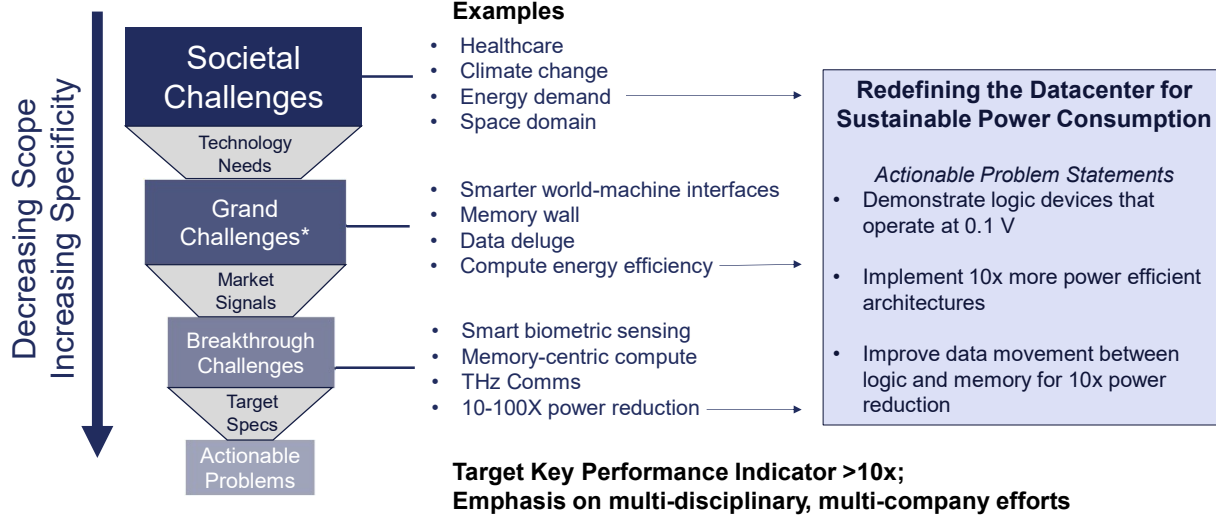 Decreasing Scope
Increasing Specificity
Societal
Challenges
Technology
Needs
Grand
Challenges*
Market
Signals
Breakthrough
Challenges
Target
Specs
Actionable
Problems
Examples
• Healthcare
• Climate change
• Energy demand
• Space domain
• Smarter world-machine interfaces
• Memory wall
• Data deluge
• Compute energy efficiency
• Smart biometric sensing
• Memory-centric compute
• THz Comms
• 10-100X power reduction
Redefining the Datacenter for
Sustainable Power Consumption
Actionable Problem Statements
• Demonstrate logic devices that
operate at 0.1 V
• Implement 10x more power efficient
architectures
• Improve data movement between
logic and memory for 10x power
reduction
Target Key Performance Indicator >10x;
Emphasis on multi-disciplinary, multi-company efforts